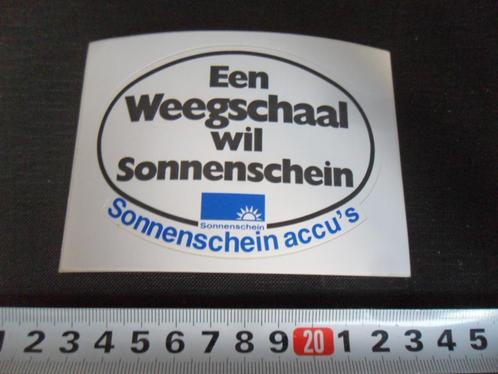 Een
Weegschaal
wil
Sonnenschein
Sonnenschein
Sonnenschein accu's
1 2 3 4 5 6 7 8 9 20 1 2 3 4 5